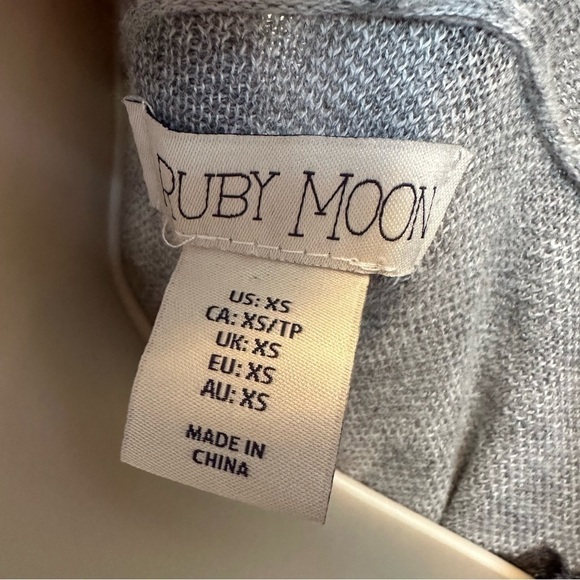 RUBY MOON
US: XS
CA: XS/TP
UK: XS
EU: XS
AU: XS
MADE IN
CHINA